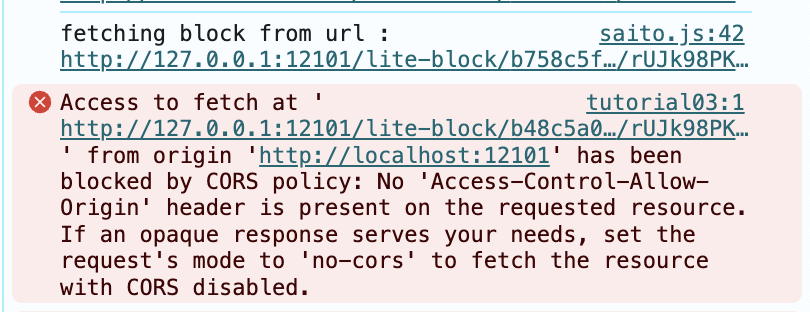 fetching block from url : saito.js:42
http://127.0.0.1:12101/lite-block/b758c5f…/rUJk98PK…
Access to fetch at ' tutorial03:1
http://127.0.0.1:12101/lite-block/b48c5a0…/rUJk98PK…
' from origin 'http://localhost:12101' has been
blocked by CORS policy: No 'Access-Control-Allow-
Origin' header is present on the requested resource.
If an opaque response serves your needs, set the
request's mode to 'no-cors' to fetch the resource
with CORS disabled.